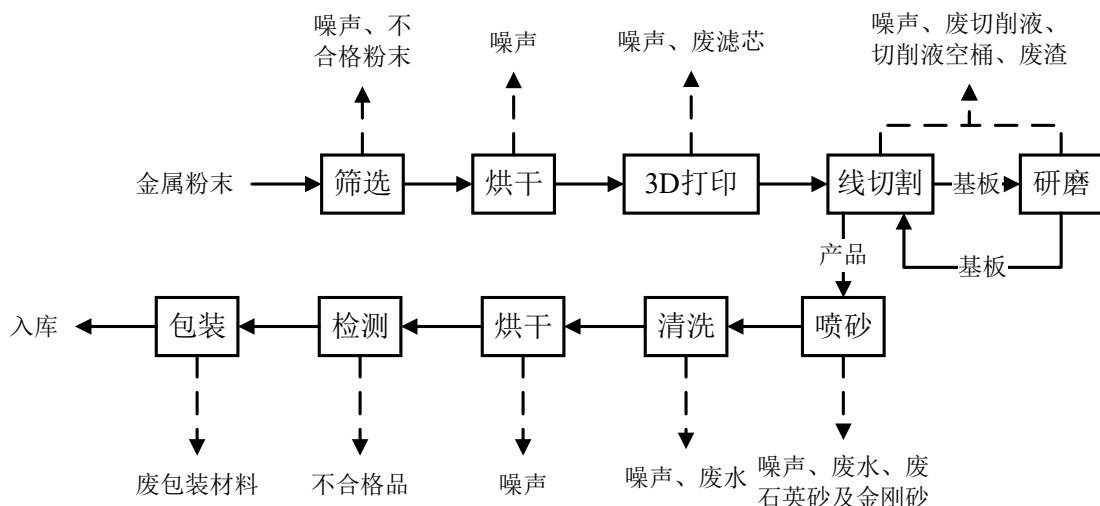 噪声、不
合格粉末
噪声
噪声、废滤芯
噪声、废切削液、
切削液空桶、废渣
金属粉末
筛选
烘干
3D打印
线切割
基板
研磨
产品
基板
入库
包装
检测
烘干
清洗
喷砂
废包装材料
不合格品
噪声
噪声、废水
噪声、废水、废
石英砂及金刚砂